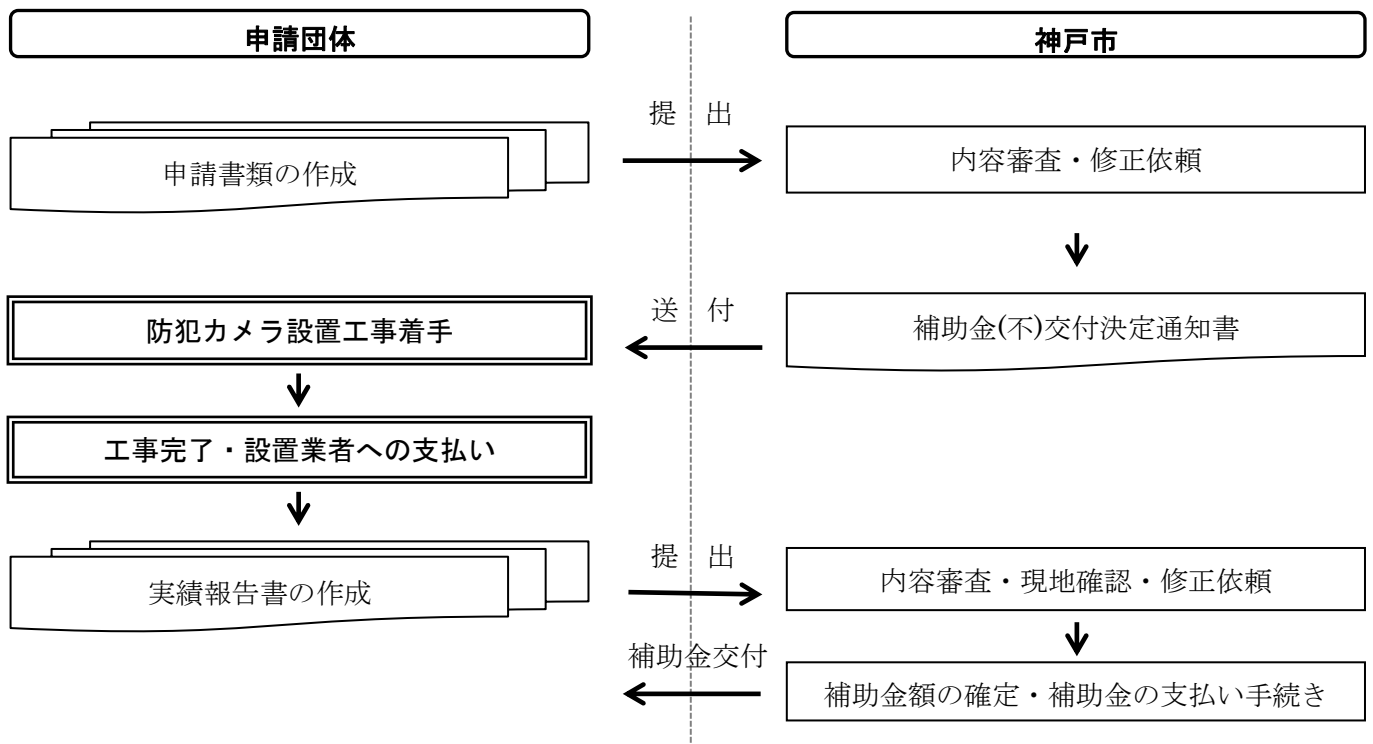 申請団体
神戸市
申請書類の作成
提 出
内容審査・修正依頼
防犯カメラ設置工事着手
送 付
補助金(不)交付決定通知書
工事完了・設置業者への支払い
実績報告書の作成
提 出
内容審査・現地確認・修正依頼
補助金交付
補助金額の確定・補助金の支払い手続き